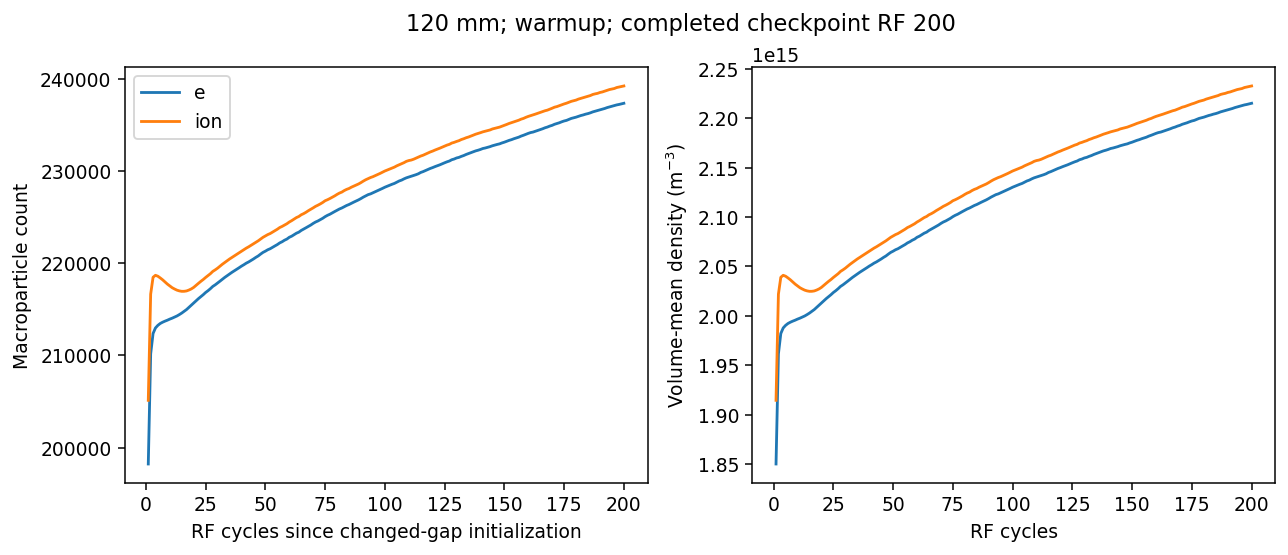 120 mm; warmup; completed checkpoint RF 200
Macroparticle count
240000
230000
220000
210000
200000
e
ion
0 25 50 75 100 125 150 175 200
RF cycles since changed-gap initialization
1e15
Volume-mean density (m⁻³)
2.25
2.20
2.15
2.10
2.05
2.00
1.95
1.90
1.85
0 25 50 75 100 125 150 175 200
RF cycles